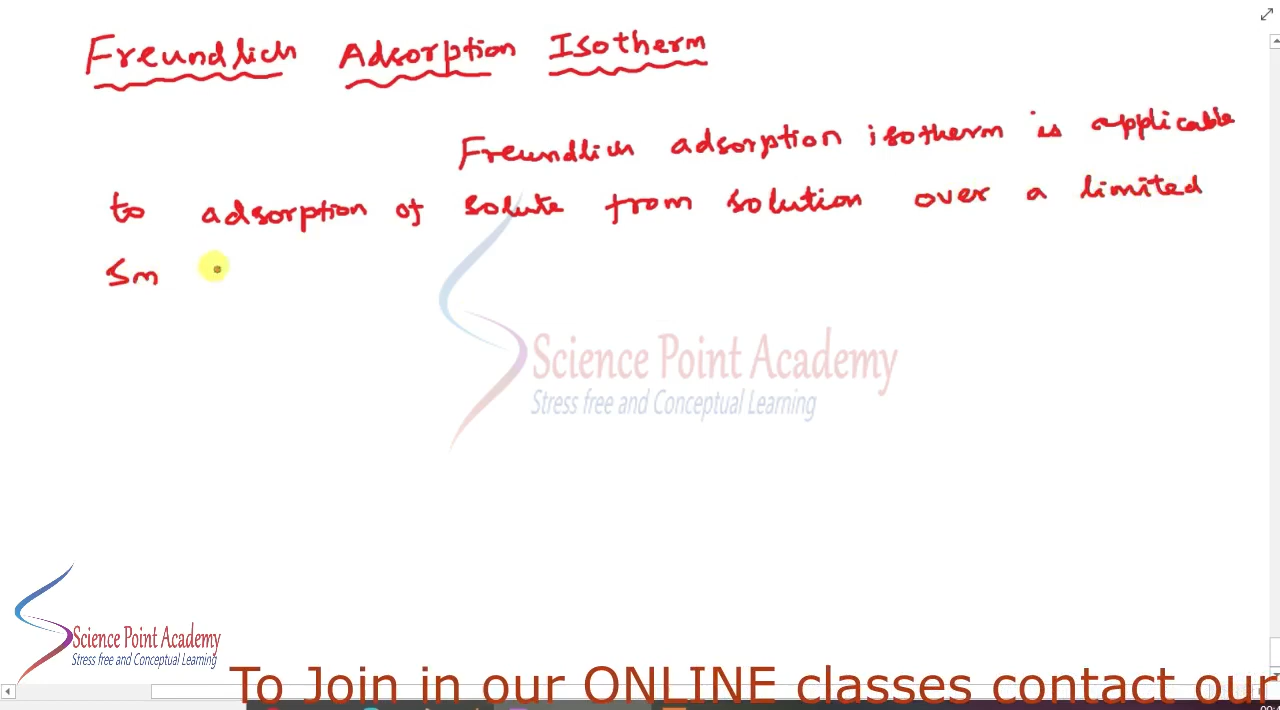 Freundlich Adsorption Isotherm
Freundlich adsorption isotherm is applicable
to adsorption of solute from solution over a limited
Sm
Science Point Academy
Stress free and Conceptual Learning
Science Point Academy
Stress free and Conceptual Learning
To Join in our ONLINE classes contact our